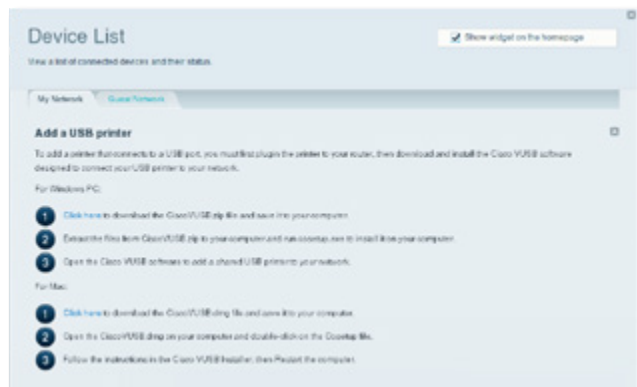 Device List
Show widget on the homepage
View a list of connected devices and their status.
My Network
Guest Network
Add a USB printer
To add a printer that connects to a USB port, you must first plug in the printer to your router, then download and install the Cisco VUSB software
designed to connect your USB printer to your network.
For Windows PC:
1 Click here to download the CiscoVUSB zip file and save it to your computer.
2 Extract the files from CiscoVUSB zip to your computer and run cosetup.exe to install it on your computer.
3 Open the Cisco VUSB software to add a shared USB printer to your network.
For Mac:
1 Click here to download the CiscoVUSB dmg file and save it to your computer.
2 Open the CiscoVUSB dmg on your computer and double-click on the Cosetup file.
3 Follow the instructions in the Cisco VUSB Installer, then Restart the computer.